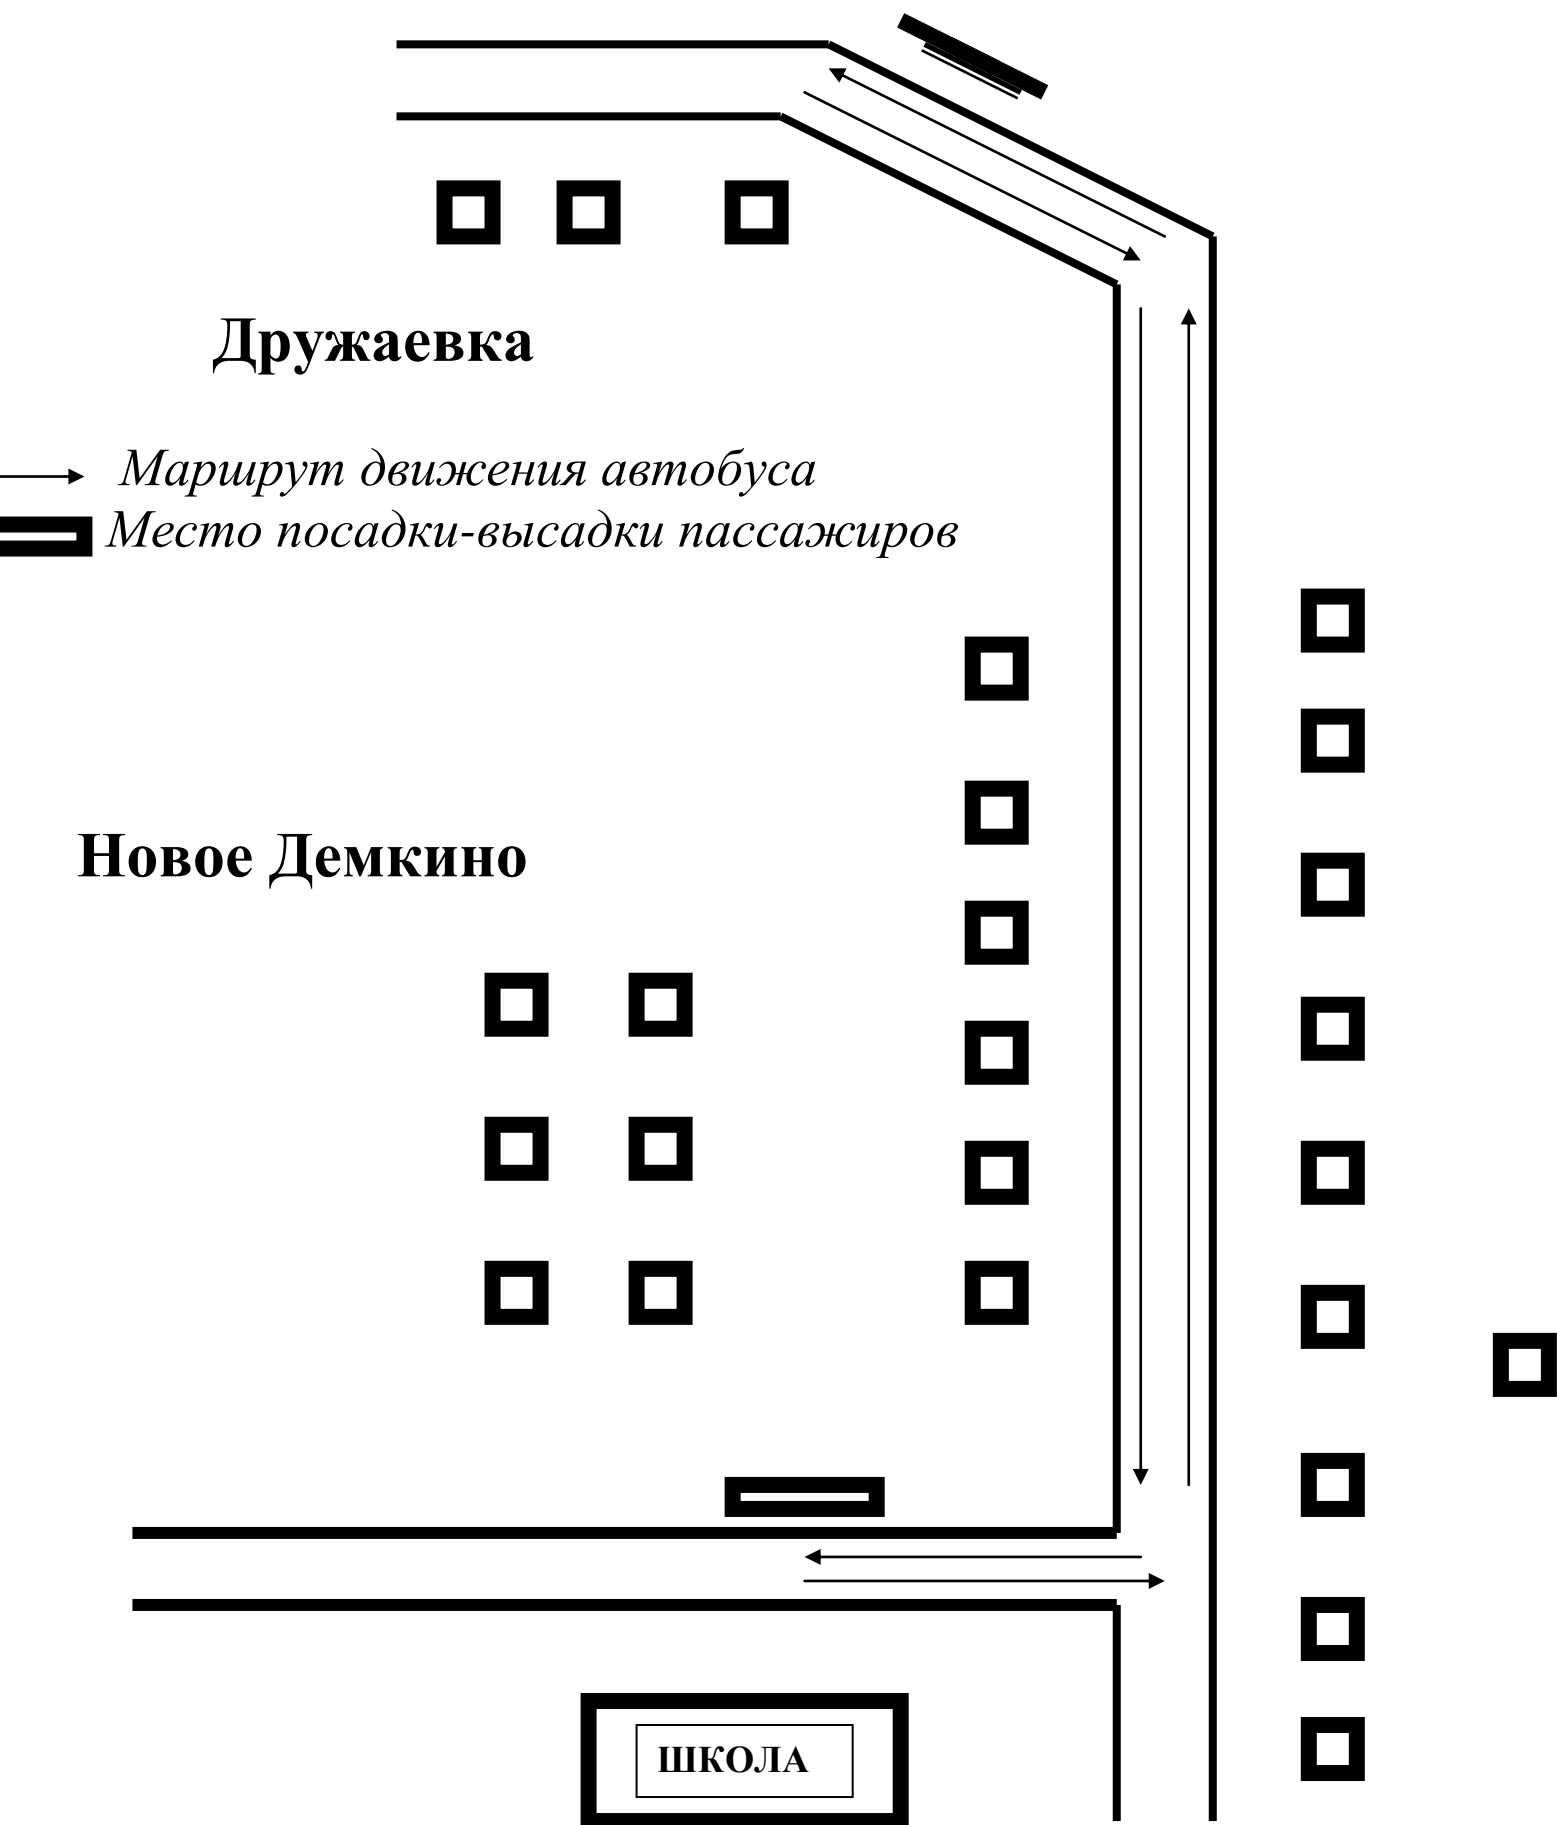 Дружаевка
Маршрут движения автобуса
Место посадки-высадки пассажиров
Новое Демкино
ШКОЛА